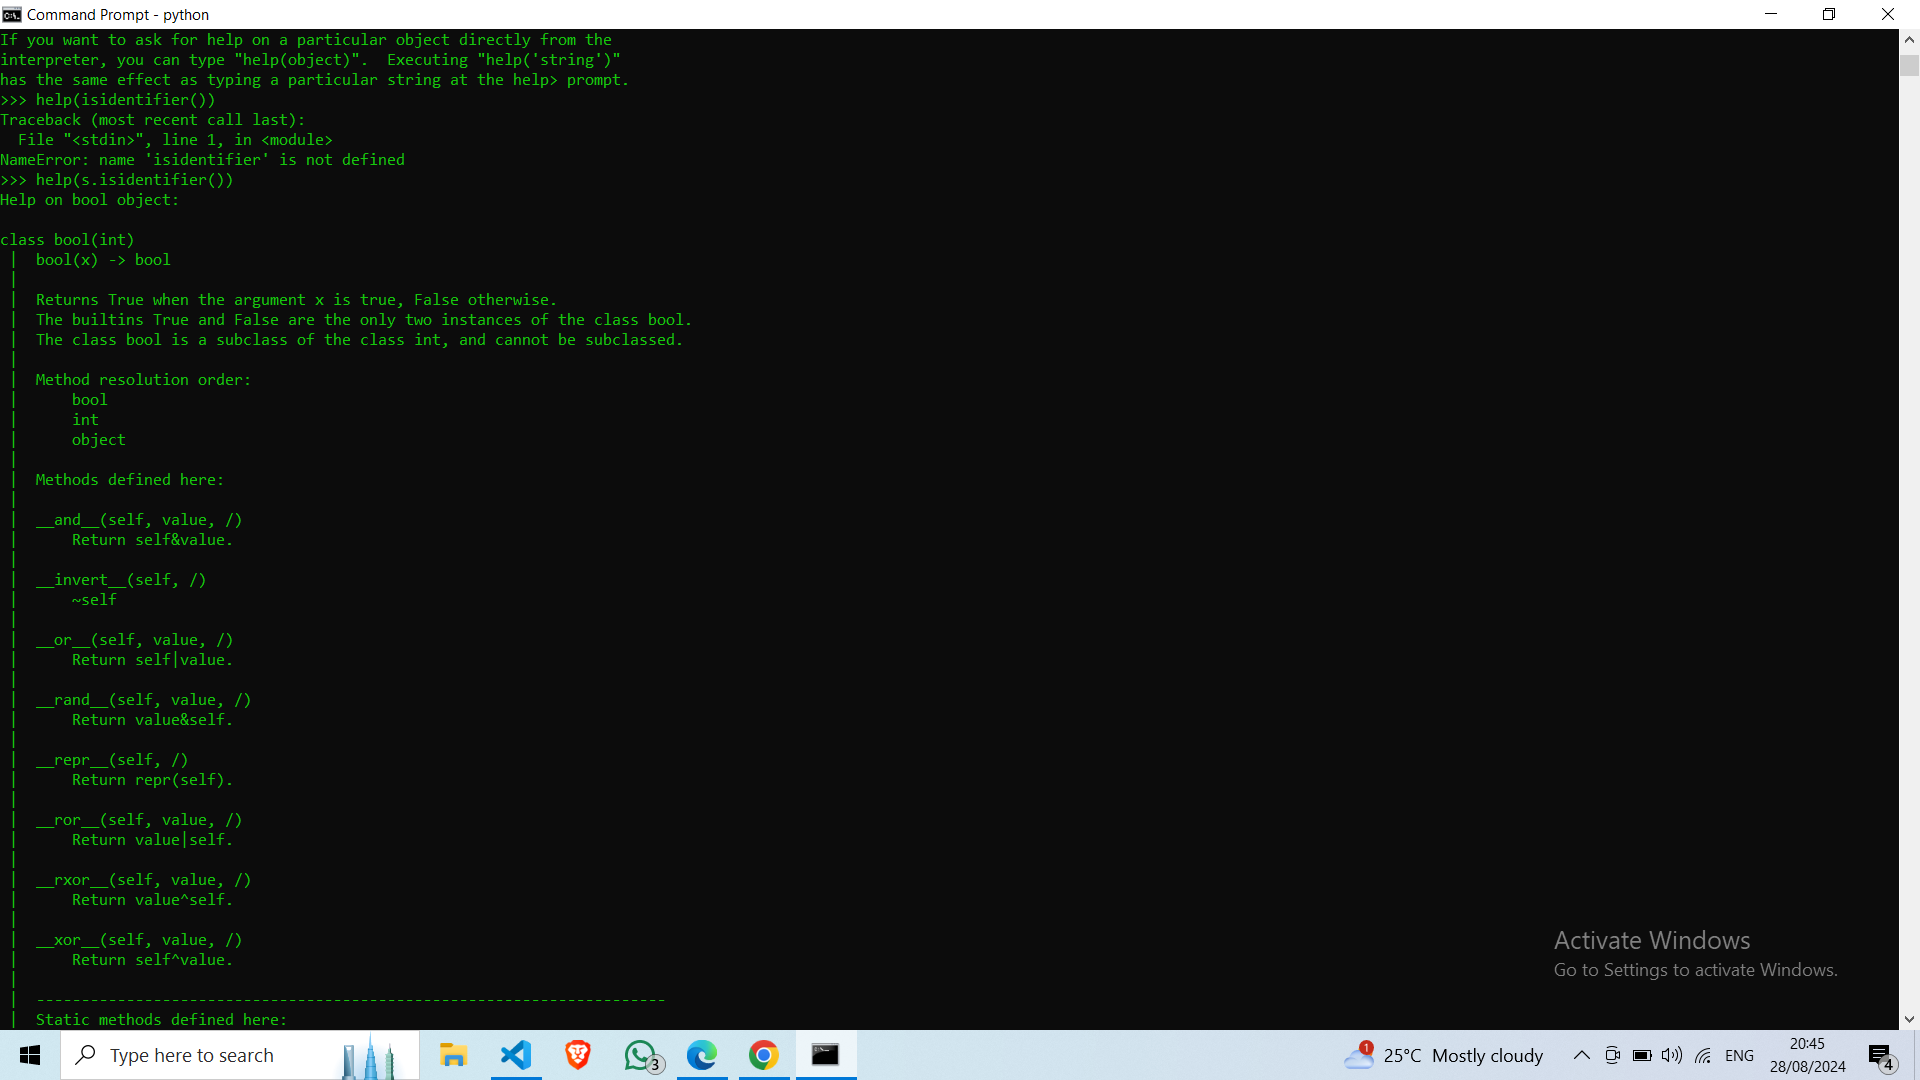 Command Prompt - python
If you want to ask for help on a particular object directly from the
interpreter, you can type "help(object)".  Executing "help('string')"
has the same effect as typing a particular string at the help> prompt.
>>> help(isidentifier())
Traceback (most recent call last):
  File "<stdin>", line 1, in <module>
NameError: name 'isidentifier' is not defined
>>> help(s.isidentifier())
Help on bool object:

class bool(int)
 |  bool(x) -> bool
 |
 |  Returns True when the argument x is true, False otherwise.
 |  The builtins True and False are the only two instances of the class bool.
 |  The class bool is a subclass of the class int, and cannot be subclassed.
 |
 |  Method resolution order:
 |      bool
 |      int
 |      object
 |
 |  Methods defined here:
 |
 |  __and__(self, value, /)
 |      Return self&value.
 |
 |  __invert__(self, /)
 |      ~self
 |
 |  __or__(self, value, /)
 |      Return self|value.
 |
 |  __rand__(self, value, /)
 |      Return value&self.
 |
 |  __repr__(self, /)
 |      Return repr(self).
 |
 |  __ror__(self, value, /)
 |      Return value|self.
 |
 |  __rxor__(self, value, /)
 |      Return value^self.
 |
 |  __xor__(self, value, /)
 |      Return self^value.
 |
 |  ----------------------------------------------------------------------
 |  Static methods defined here:
Activate Windows
Go to Settings to activate Windows.
Type here to search
3
1
25°C Mostly cloudy
ENG
20:45
28/08/2024
4